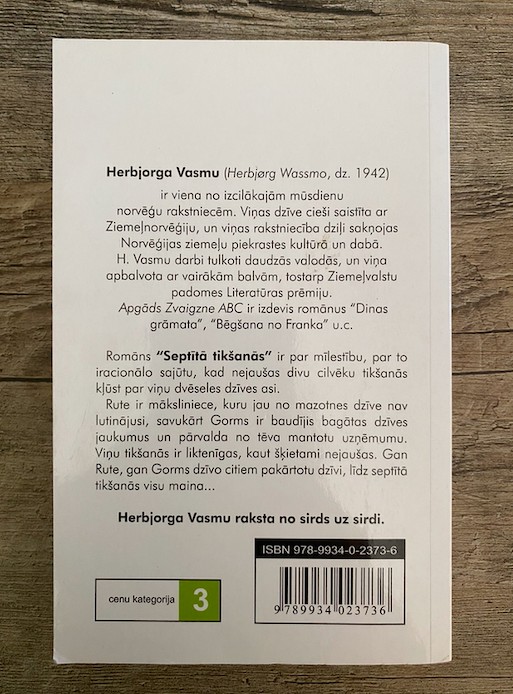 Herbjorga Vasmu (Herbjørg Wassmo, dz. 1942)
ir viena no izcilākajām mūsdienu
norvēģu rakstniecēm. Viņas dzīve cieši saistīta ar
Ziemeļnorvēģiju, un viņas rakstniecība dziļi sakņojas
Norvēģijas ziemeļu piekrastes kultūrā un dabā.
H. Vasmu darbi tulkoti daudzās valodās, un viņa
apbalvota ar vairākām balvām, tostarp Ziemeļvalstu
padomes Literatūras prēmiju.
Apgāds Zvaigzne ABC ir izdevis romānus “Dinas
grāmata”, “Bēgšana no Franka” u.c.
Romāns “Septītā tikšanās” ir par mīlestību, par to
iracionālo sajūtu, kad nejaušas divu cilvēku tikšanās
kļūst par viņu dvēseles dzīves asi.
Rute ir māksliniece, kuru jau no mazotnes dzīve nav
lutinājusi, savukārt Gorms ir baudījis bagātas dzīves
jaukumus un pārvalda no tēva mantotu uzņēmumu.
Viņu tikšanās ir liktenīgas, kaut šķietami nejaušas. Gan
Rute, gan Gorms dzīvo citiem pakārtotu dzīvi, līdz septītā
tikšanās visu maina...
Herbjorga Vasmu raksta no sirds uz sirdi.
ISBN 978-9934-0-2373-6
cenu kategorija 3
9 789934 023736